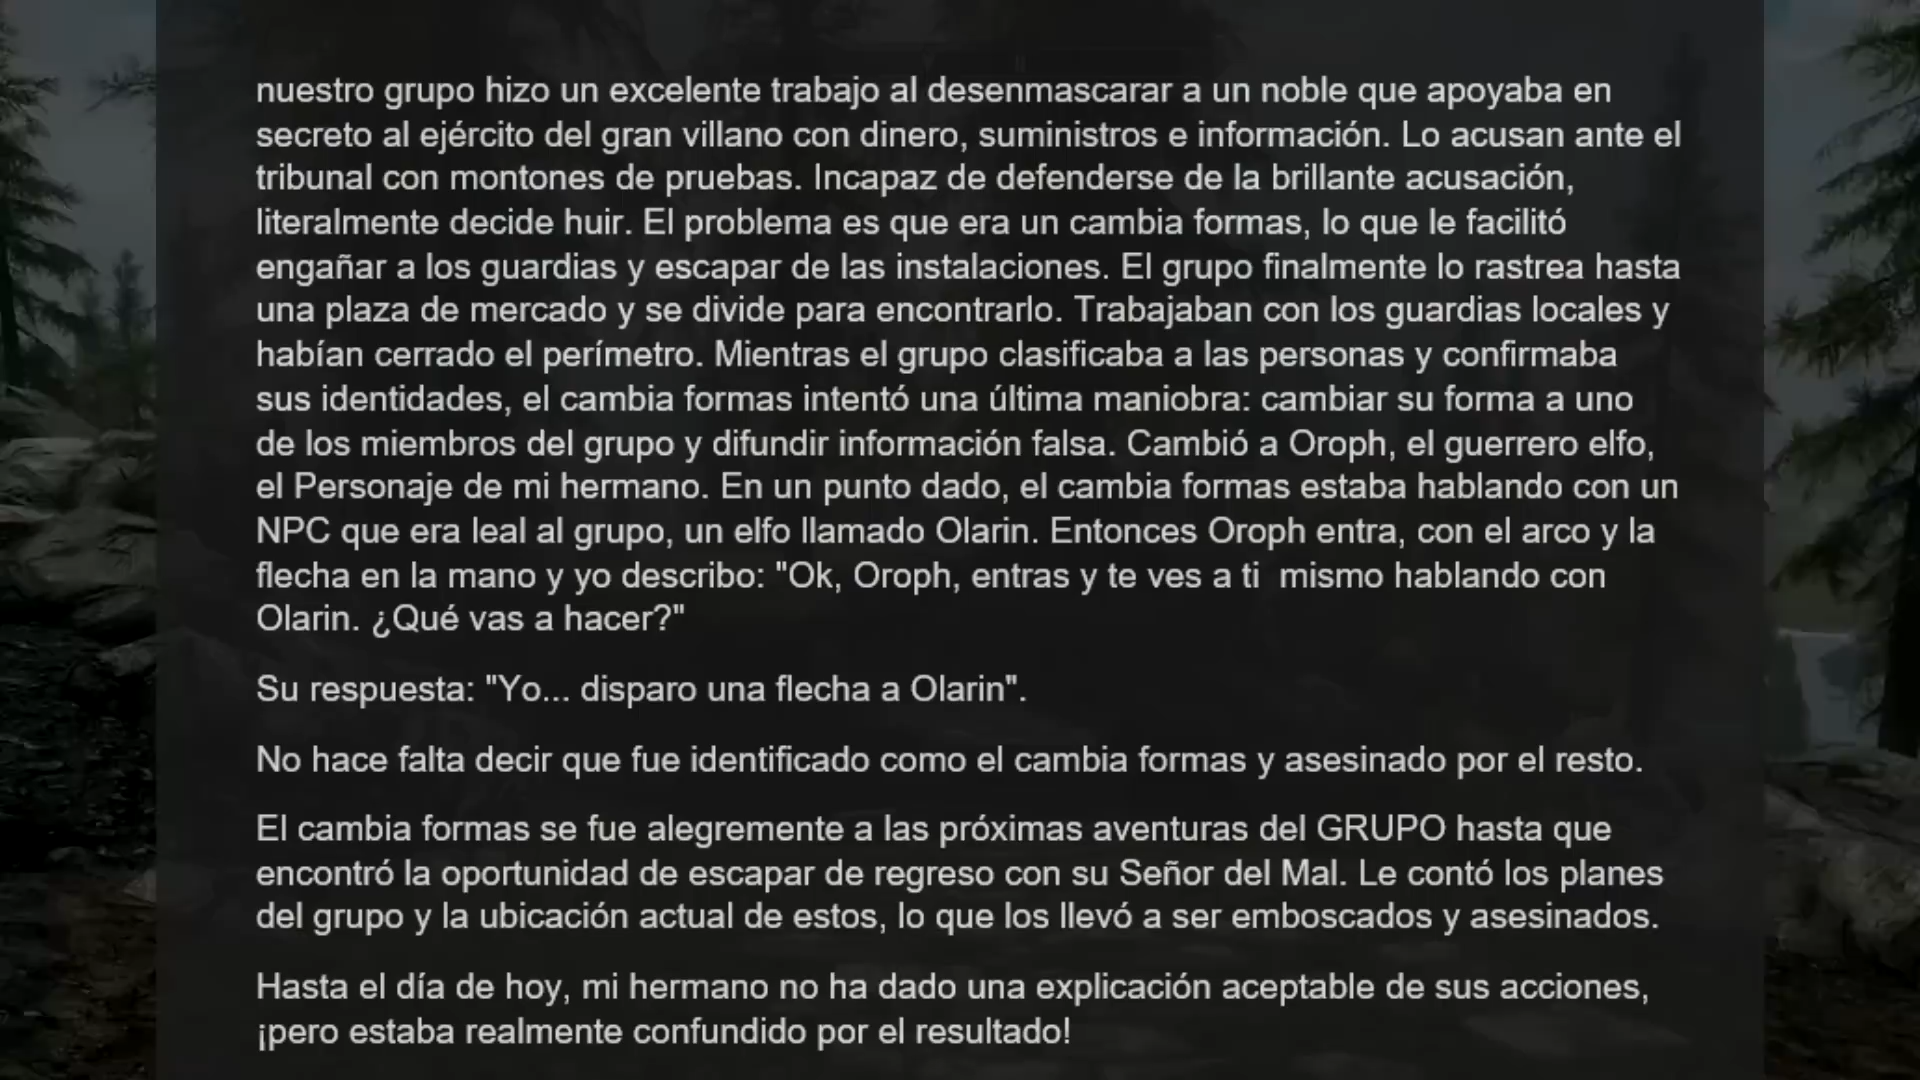 nuestro grupo hizo un excelente trabajo al desenmascarar a un noble que apoyaba en
secreto al ejército del gran villano con dinero, suministros e información. Lo acusan ante el
tribunal con montones de pruebas. Incapaz de defenderse de la brillante acusación,
literalmente decide huir. El problema es que era un cambia formas, lo que le facilitó
engañar a los guardias y escapar de las instalaciones. El grupo finalmente lo rastrea hasta
una plaza de mercado y se divide para encontrarlo. Trabajaban con los guardias locales y
habían cerrado el perímetro. Mientras el grupo clasificaba a las personas y confirmaba
sus identidades, el cambia formas intentó una última maniobra: cambiar su forma a uno
de los miembros del grupo y difundir información falsa. Cambió a Oroph, el guerrero elfo,
el Personaje de mi hermano. En un punto dado, el cambia formas estaba hablando con un
NPC que era leal al grupo, un elfo llamado Olarin. Entonces Oroph entra, con el arco y la
flecha en la mano y yo describo: "Ok, Oroph, entras y te ves a ti  mismo hablando con
Olarin. ¿Qué vas a hacer?"
Su respuesta: "Yo... disparo una flecha a Olarin".
No hace falta decir que fue identificado como el cambia formas y asesinado por el resto.
El cambia formas se fue alegremente a las próximas aventuras del GRUPO hasta que
encontró la oportunidad de escapar de regreso con su Señor del Mal. Le contó los planes
del grupo y la ubicación actual de estos, lo que los llevó a ser emboscados y asesinados.
Hasta el día de hoy, mi hermano no ha dado una explicación aceptable de sus acciones,
¡pero estaba realmente confundido por el resultado!